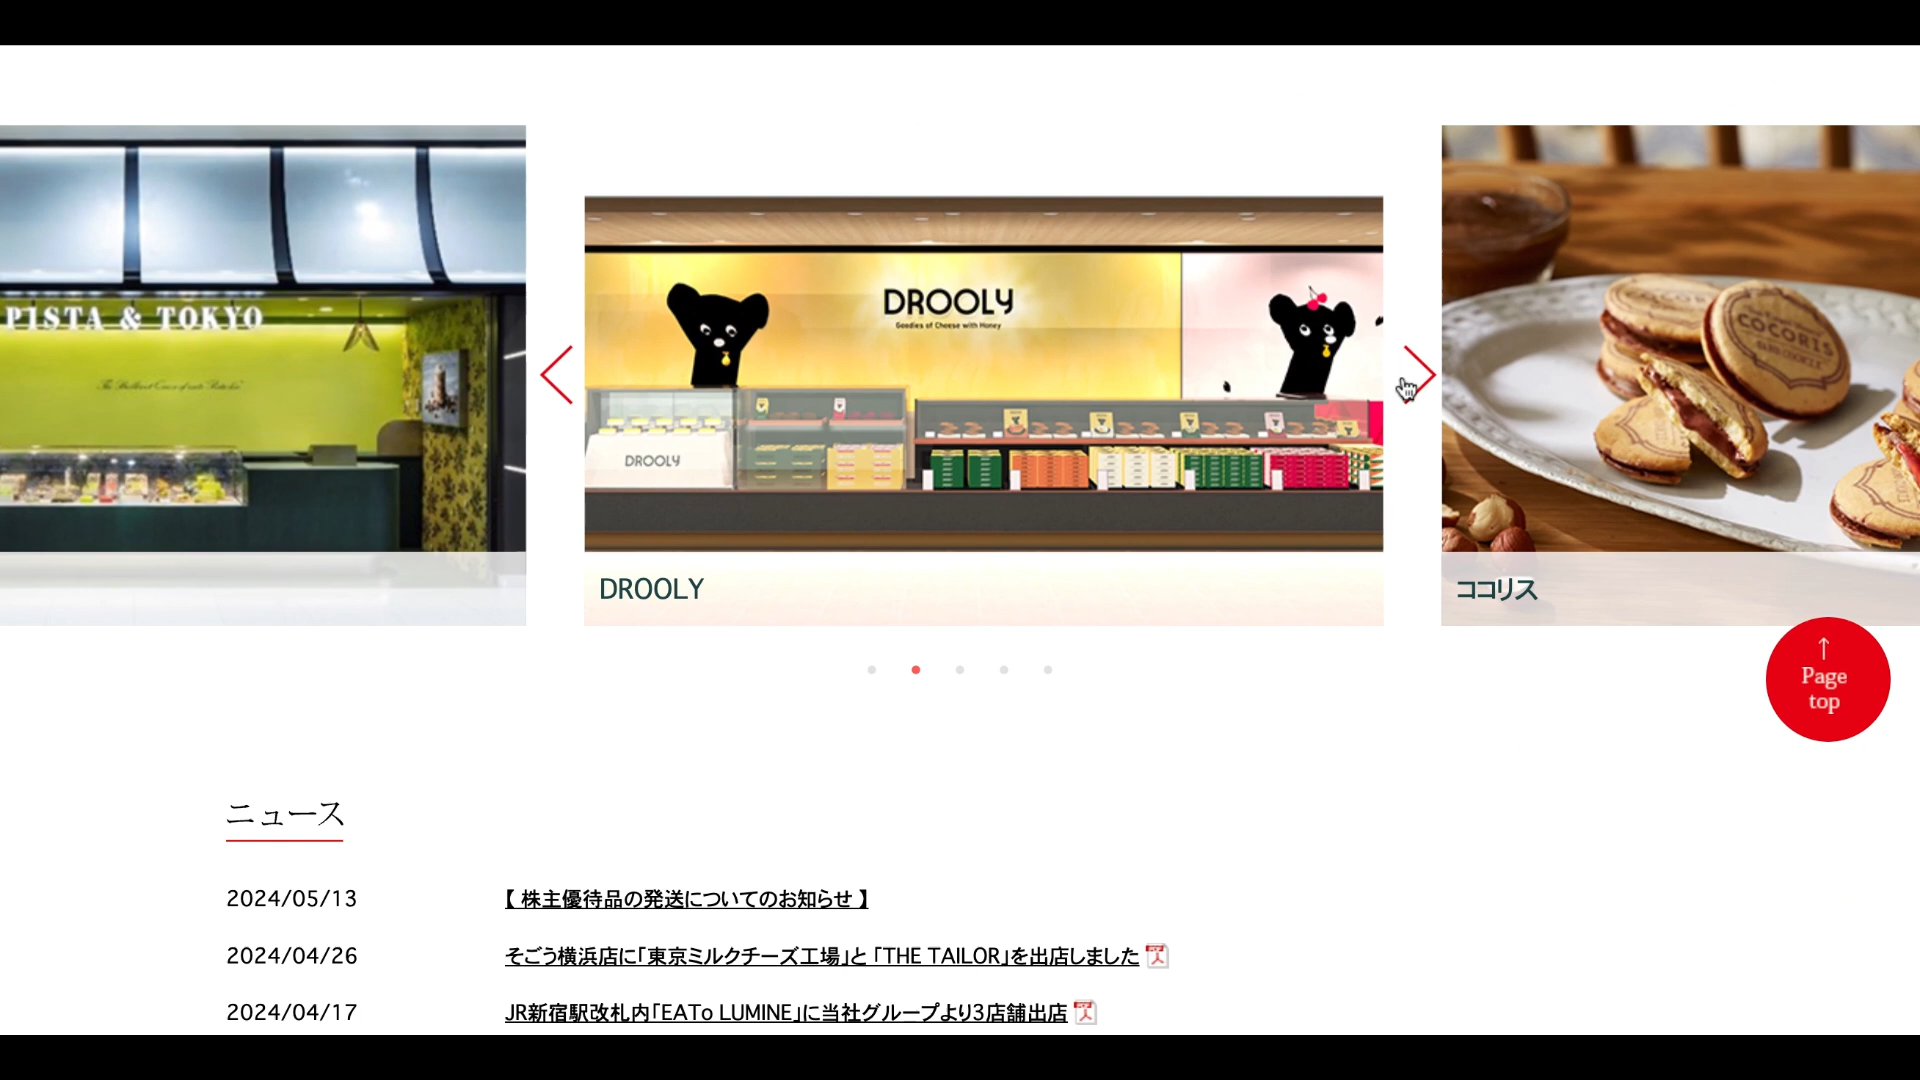 PISTA & TOKYO
DROOLY
Goodies of Cheese with Honey
DROOLY
COCORIS
DROOLY
ココリス
↑
Page
top
ニュース
2024/05/13 【 株主優待品の発送についてのお知らせ 】
2024/04/26 そごう横浜店に「東京ミルクチーズ工場」と 「THE TAILOR」を出店しました
2024/04/17 JR新宿駅改札内「EATo LUMINE」に当社グループより3店舗出店